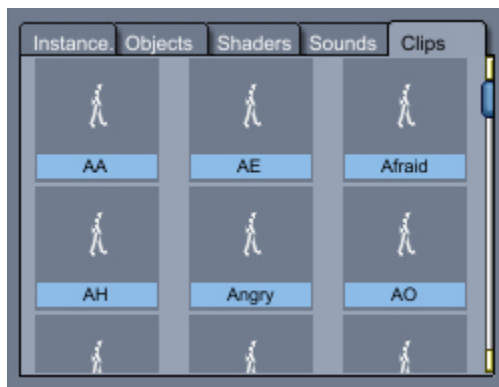 Instance. Objects Shaders Sounds Clips
AA AE Afraid
AH Angry AO